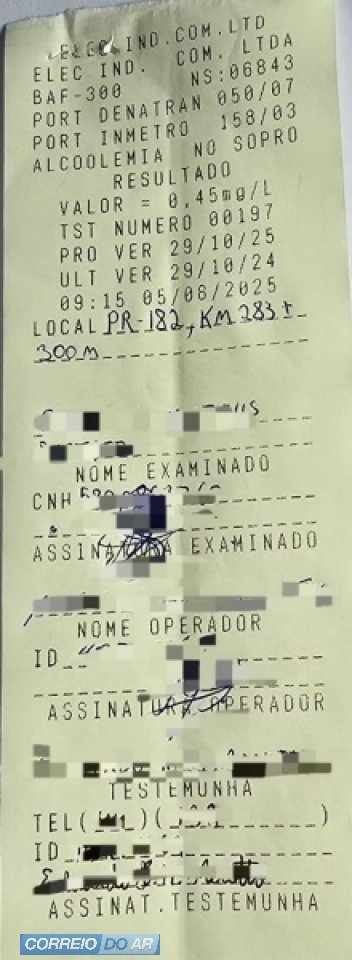 ELEC IND.COM.LTD
ELEC IND. COM. LTDA
BAF-300 NS:06843
PORT DENATRAN 050/07
PORT INMETRO 158/03
ALCOOLEMIA NO SOPRO
RESULTADO
VALOR = 0,45mg/L
TST NUMERO 00197
PRO VER 29/10/25
ULT VER 29/10/24
09:15 05/08/2025
LOCAL PR-182, KM 283 +
300 M
NOME EXAMINADO
CNH
ASSINATURA EXAMINADO
NOME OPERADOR
ID
ASSINATURA OPERADOR
TESTEMUNHA
TEL( )( )
ID
ASSINAT.TESTEMUNHA
CORREIO DO AR